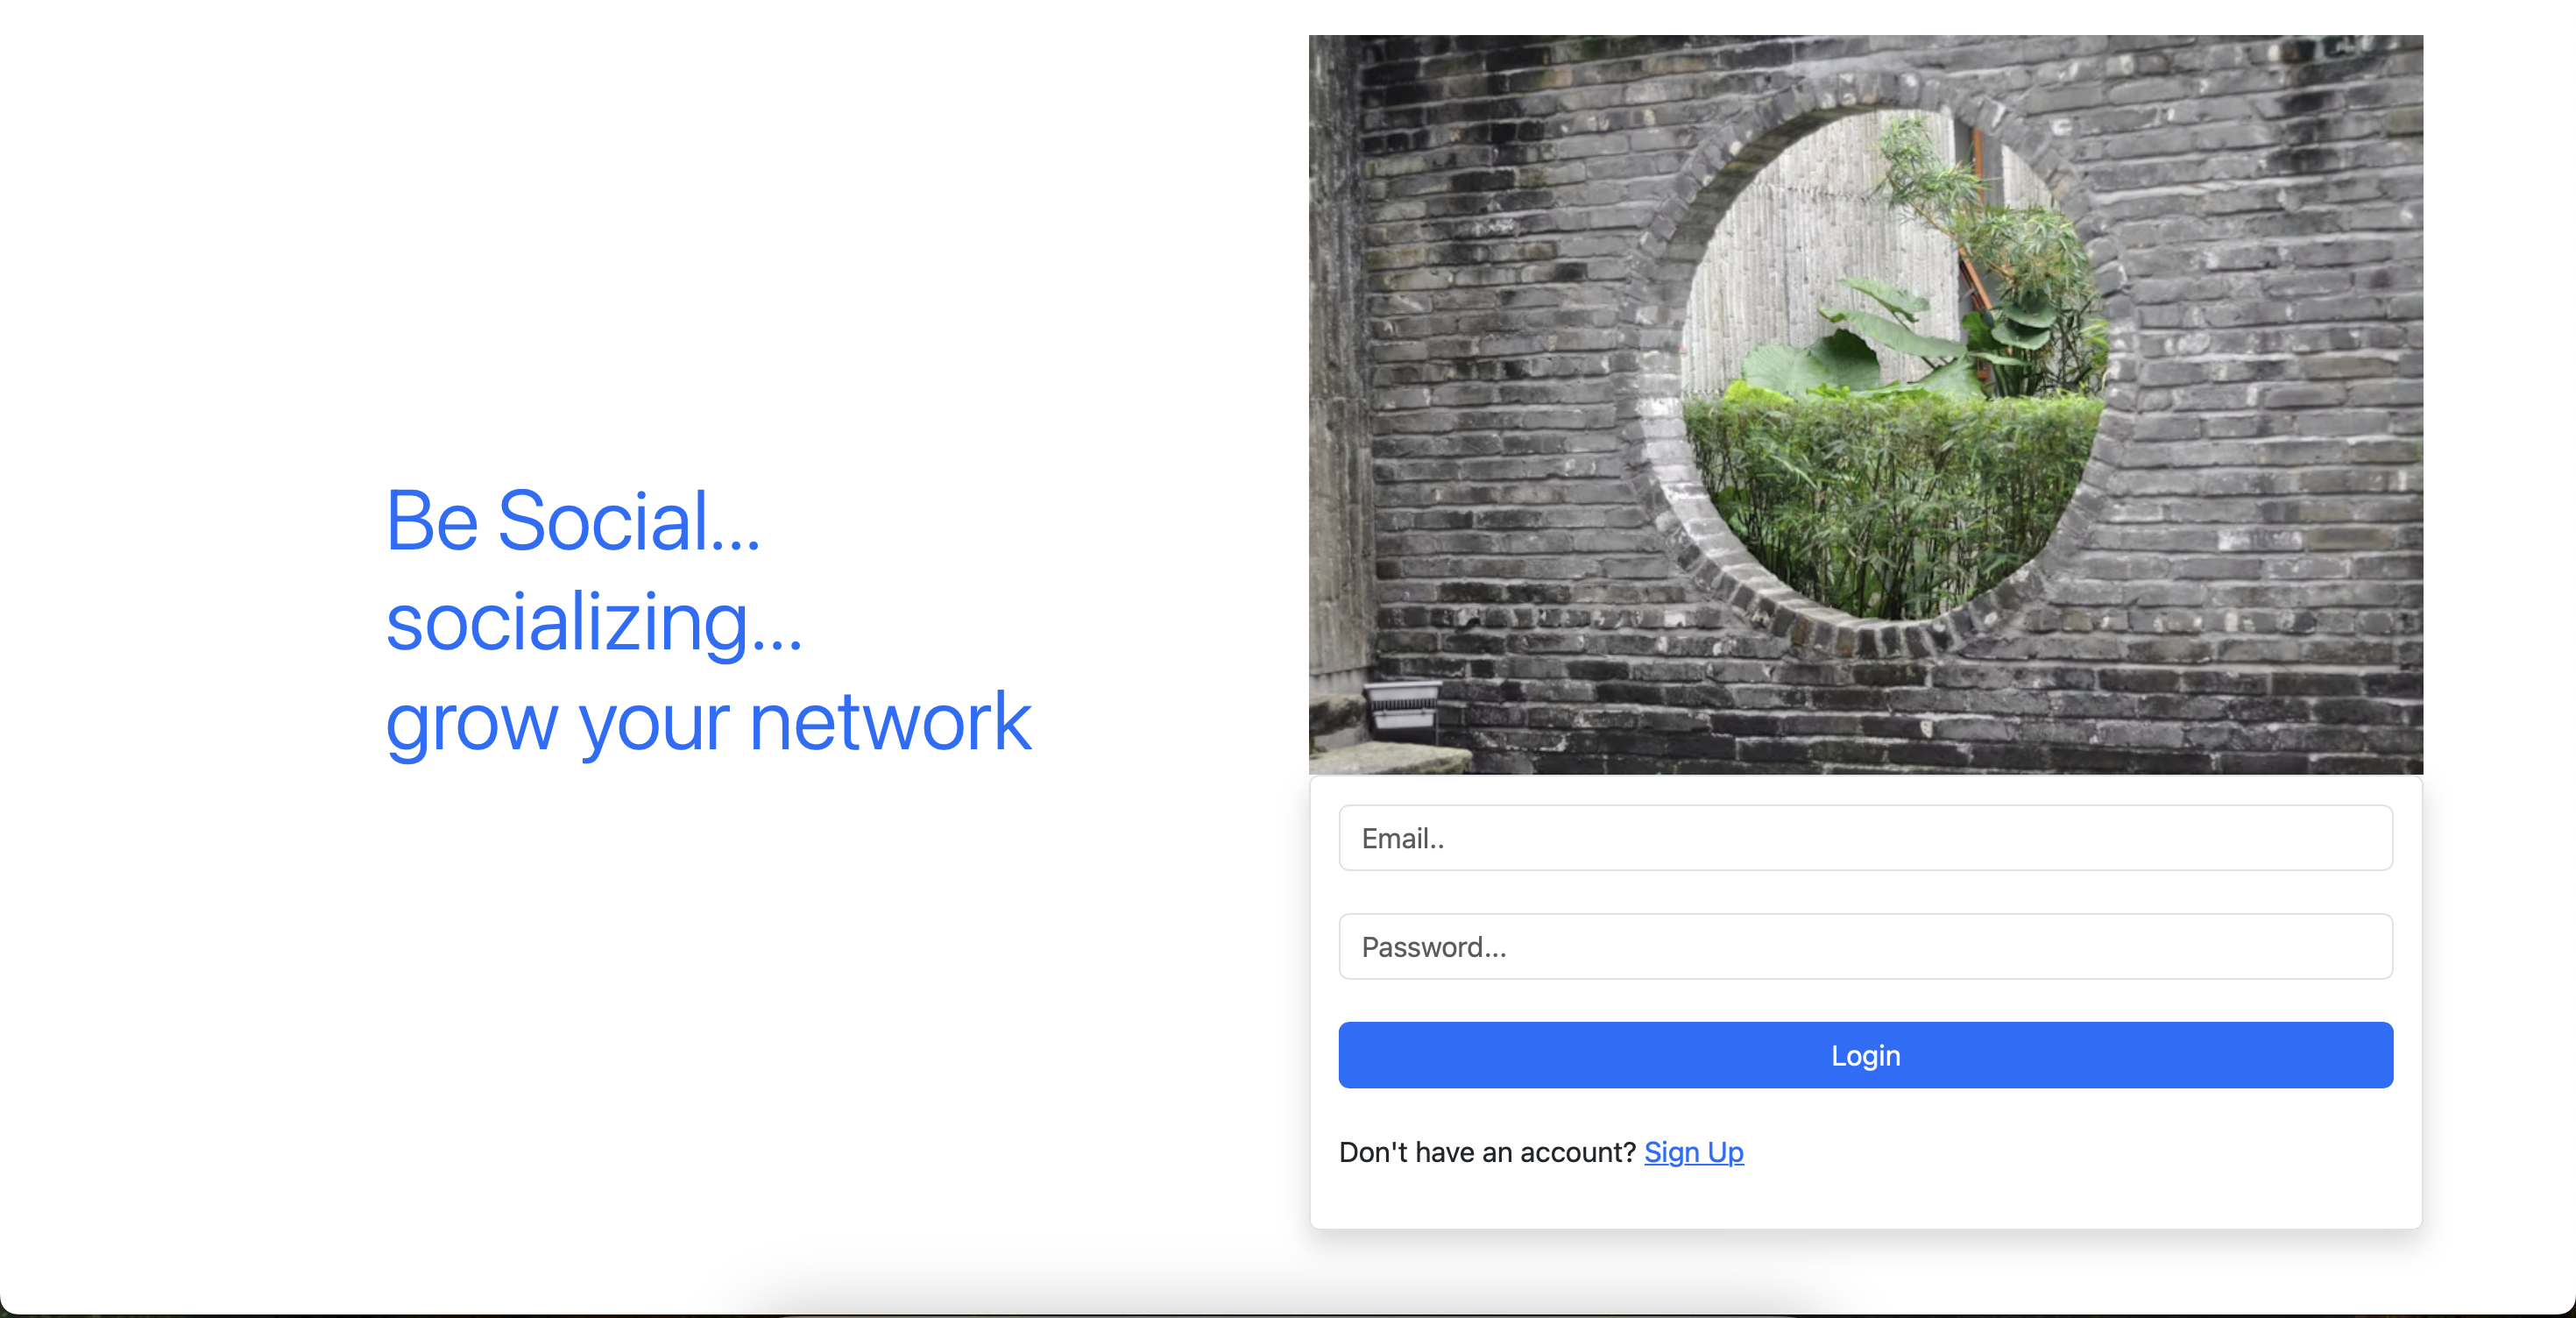 Be Social...
socializing...
grow your network
Email..
Password...
Login
Don't have an account? Sign Up